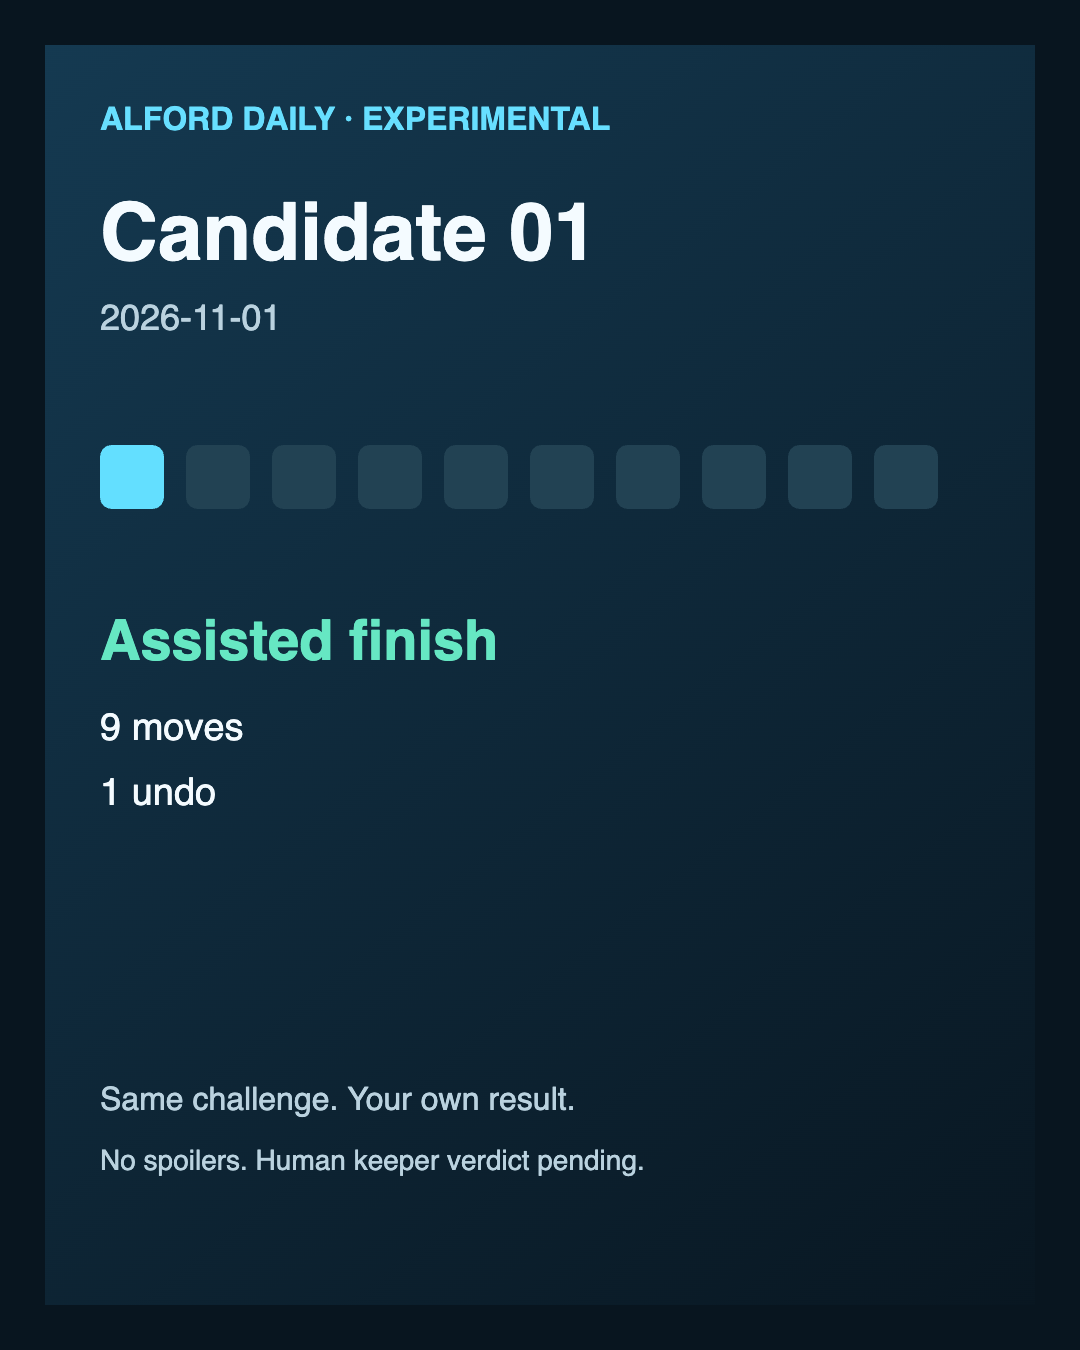 ALFORD DAILY · EXPERIMENTAL
Candidate 01
2026-11-01
Assisted finish
9 moves
1 undo
Same challenge. Your own result.
No spoilers. Human keeper verdict pending.